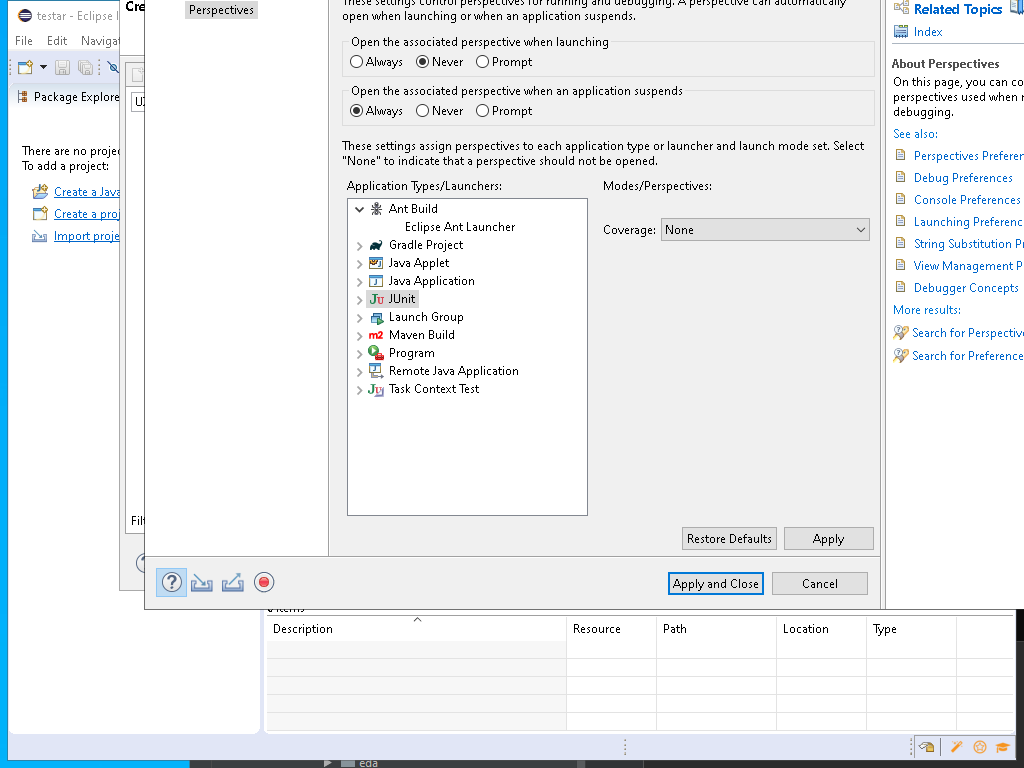 testar - Eclipse I
Cre
File Edit Navigat
Package Explore
There are no projec
To add a project:
Create a Java
Create a proj
Import proje
Filt
Perspectives
These settings control perspectives for running and debugging. A perspective can automatically
open when launching or when an application suspends.
Open the associated perspective when launching
Always Never Prompt
Open the associated perspective when an application suspends
Always Never Prompt
These settings assign perspectives to each application type or launcher and launch mode set. Select
"None" to indicate that a perspective should not be opened.
Application Types/Launchers:
Modes/Perspectives:
Ant Build
Eclipse Ant Launcher
Gradle Project
Java Applet
Java Application
JUnit
Launch Group
Maven Build
Program
Remote Java Application
Task Context Test
Coverage: None
Restore Defaults Apply
Apply and Close Cancel
Related Topics
Index
About Perspectives
On this page, you can co
perspectives used when r
debugging.
See also:
Perspectives Preferen
Debug Preferences
Console Preferences
Launching Preferenc
String Substitution P
View Management P
Debugger Concepts
More results:
Search for Perspective
Search for Preference
0 items
Description Resource Path Location Type
eda